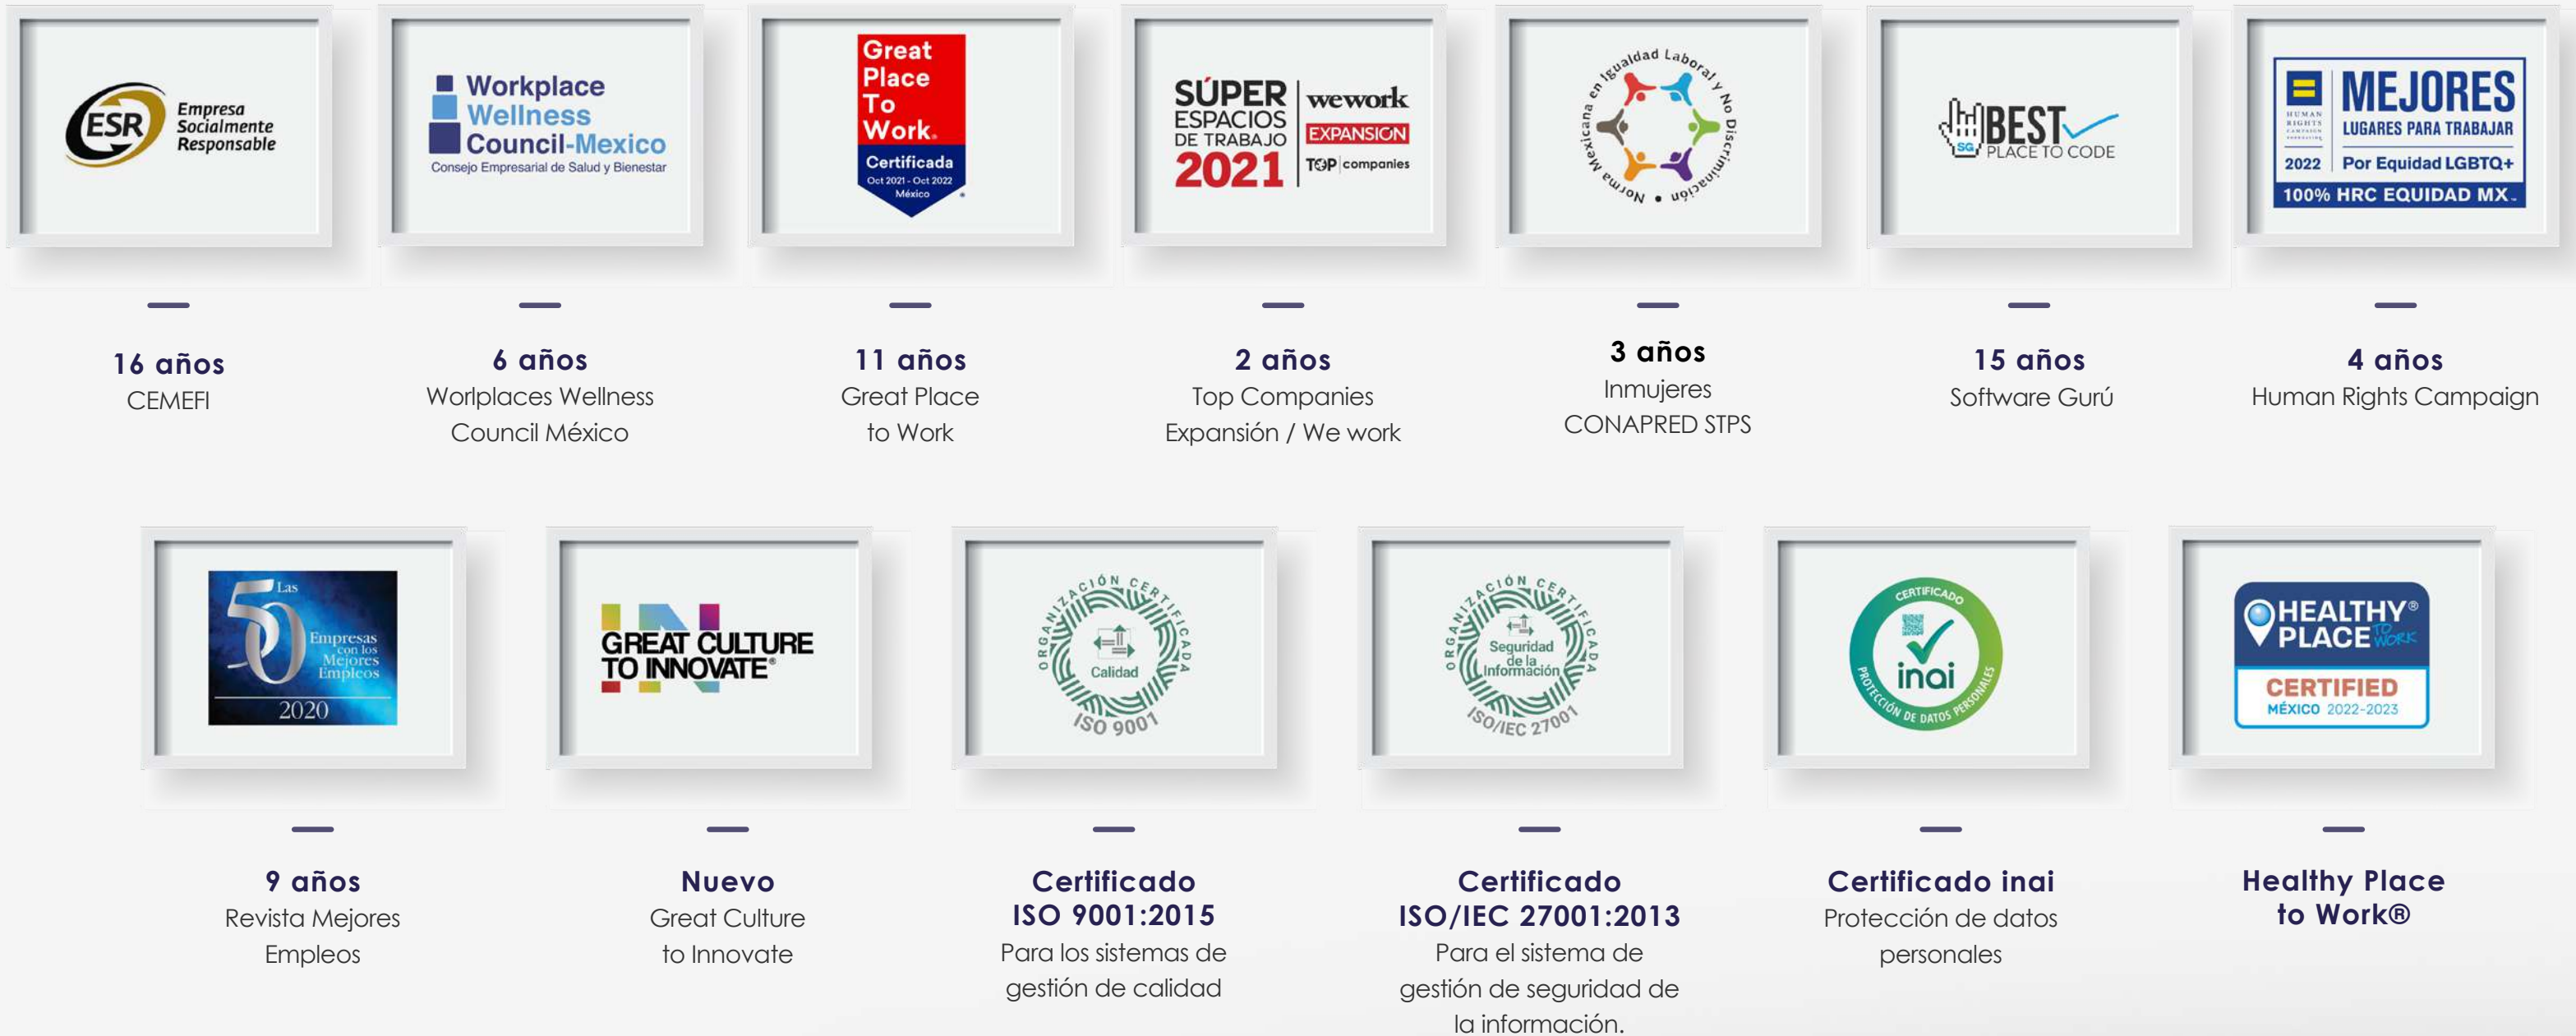 ESR
Empresa
Socialmente
Responsable
Workplace
Wellness
Council-Mexico
Consejo Empresarial de Salud y Bienestar
Great
Place
To
Work.
Certificada
Oct 2021 - Oct 2022
México
SÚPER
ESPACIOS
DE TRABAJO
2021
wework
EXPANSIÓN
TOP companies
Norma Mexicana en Igualdad Laboral y No Discriminación •
SG
BEST
PLACE TO CODE
HUMAN
RIGHTS
CAMPAIGN
FOUNDATION
2022
MEJORES
LUGARES PARA TRABAJAR
Por Equidad LGBTQ+
100% HRC EQUIDAD MX
16 años
CEMEFI
6 años
Worlplaces Wellness
Council México
11 años
Great Place
to Work
2 años
Top Companies
Expansión / We work
3 años
Inmujeres
CONAPRED STPS
15 años
Software Gurú
4 años
Human Rights Campaign
50
Las
Empresas
con los
Mejores
Empleos
2020
GREAT CULTURE
TO INNOVATE®
ORGANIZACIÓN CERTIFICADA
Calidad
ISO 9001
ORGANIZACIÓN CERTIFICADA
Seguridad
de la
Información
ISO/IEC 27001
CERTIFICADO
inai
PROTECCIÓN DE DATOS PERSONALES
HEALTHY®
PLACE TO WORK
CERTIFIED
MÉXICO 2022-2023
9 años
Revista Mejores
Empleos
Nuevo
Great Culture
to Innovate
Certificado
ISO 9001:2015
Para los sistemas de
gestión de calidad
Certificado
ISO/IEC 27001:2013
Para el sistema de
gestión de seguridad de
la información.
Certificado inai
Protección de datos
personales
Healthy Place
to Work®